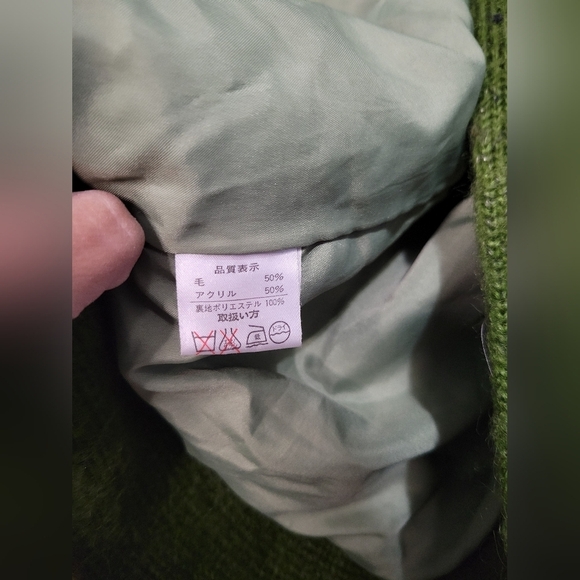 品質表示
毛 50%
アクリル 50%
裏地ポリエステル 100%
取扱い方
低 ドライ